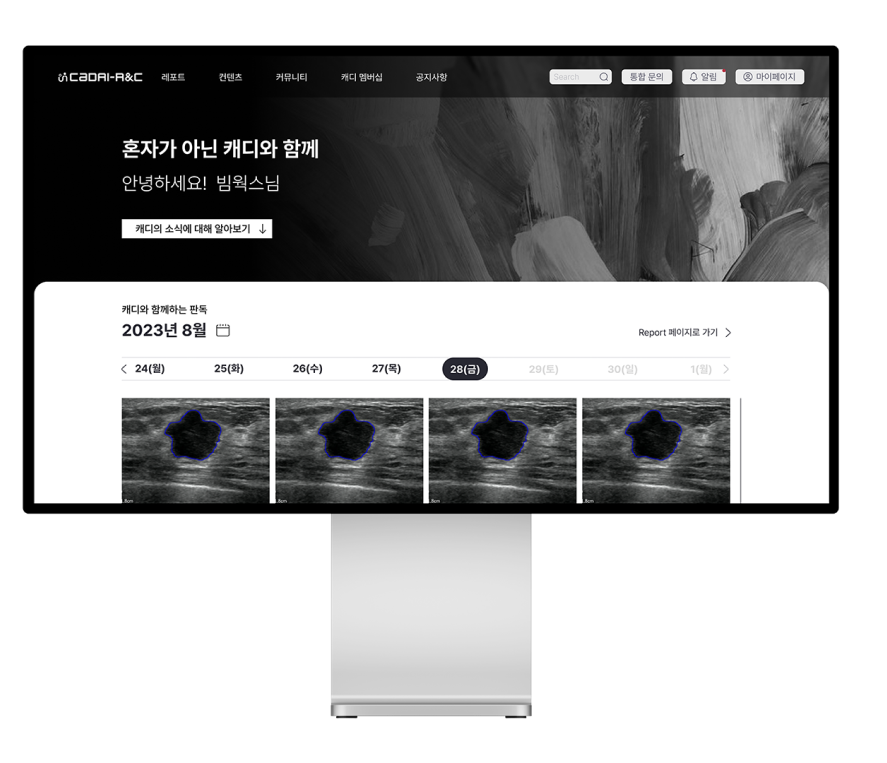 CADAI-R&C 레포트 컨텐츠 커뮤니티 캐디 멤버십 공지사항 Search 통합 문의 알림 마이페이지
혼자가 아닌 캐디와 함께
안녕하세요! 빔웍스님
캐디의 소식에 대해 알아보기
캐디와 함께하는 판독
2023년 8월
Report 페이지로 가기
24(월) 25(화) 26(수) 27(목) 28(금) 29(토) 30(일) 1(월)